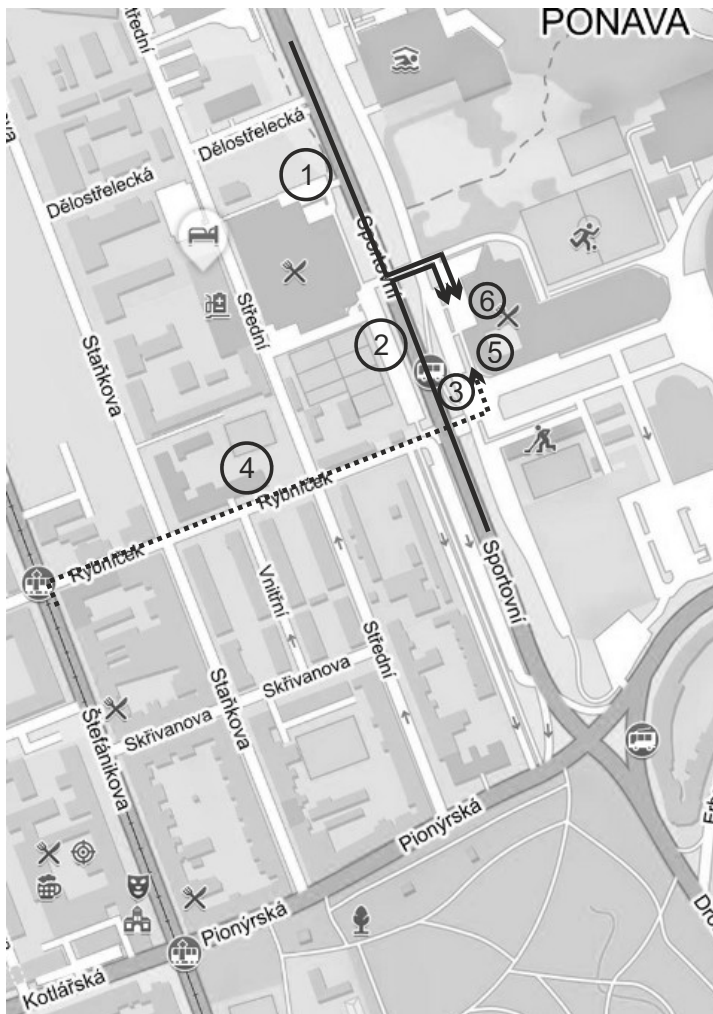 PONAVA
Střední
Dělostřelecká
Dělostřelecká
1
Sportovní
6
2
5
3
Střední
Staňkova
4
Rybníček
Rybníček
Sportovní
Vnitřní
Střední
Skřivanova
Skřivanova
Staňkova
Štefánikova
Pionýrská
Pionýrská
Kotlářská